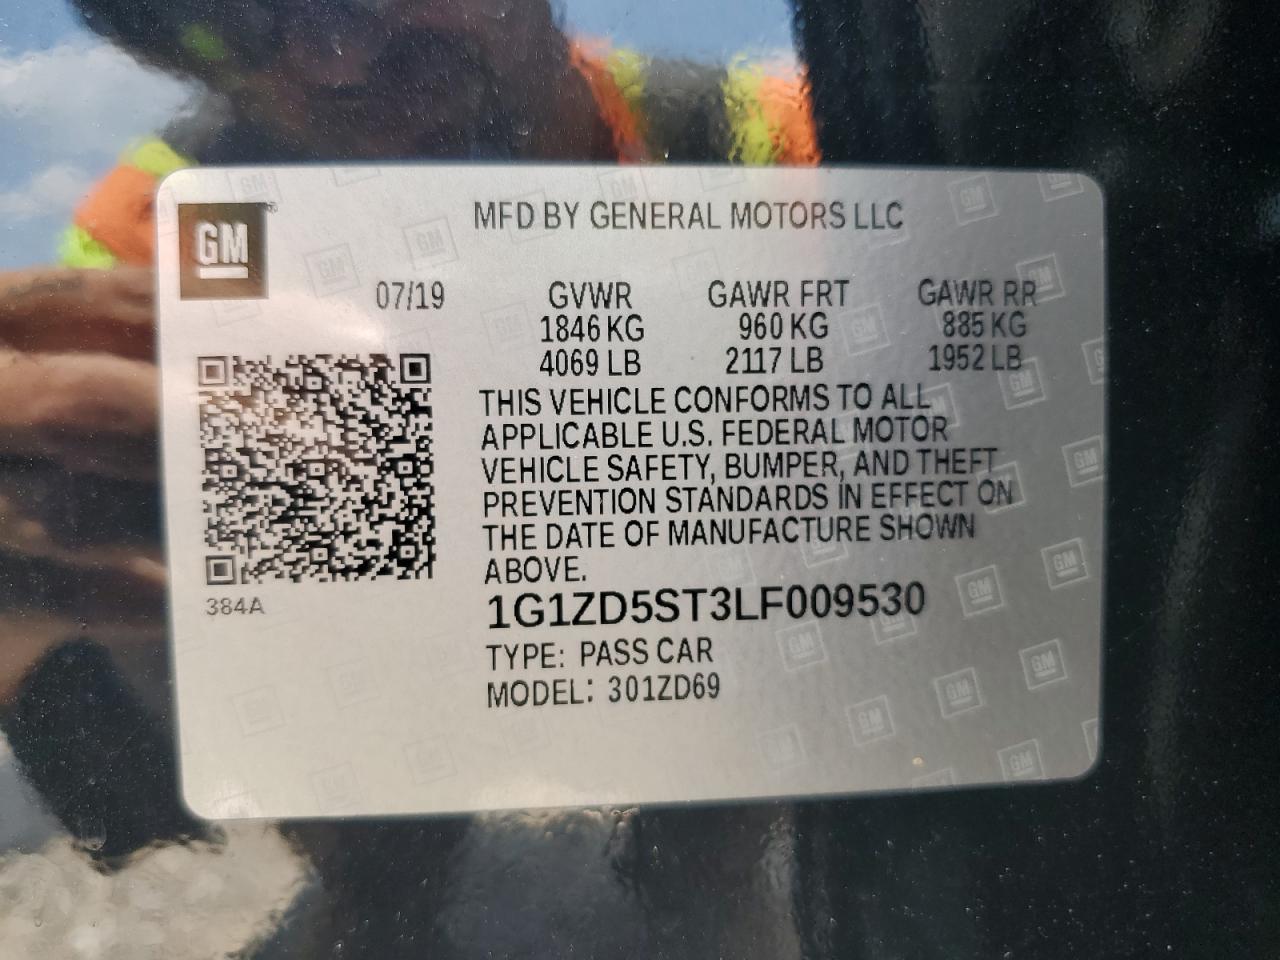 GM
MFD BY GENERAL MOTORS LLC
07/19 GVWR GAWR FRT GAWR RR
1846 KG 960 KG 885 KG
4069 LB 2117 LB 1952 LB
THIS VEHICLE CONFORMS TO ALL
APPLICABLE U.S. FEDERAL MOTOR
VEHICLE SAFETY, BUMPER, AND THEFT
PREVENTION STANDARDS IN EFFECT ON
THE DATE OF MANUFACTURE SHOWN
ABOVE.
384A
1G1ZD5ST3LF009530
TYPE: PASS CAR
MODEL: 301ZD69